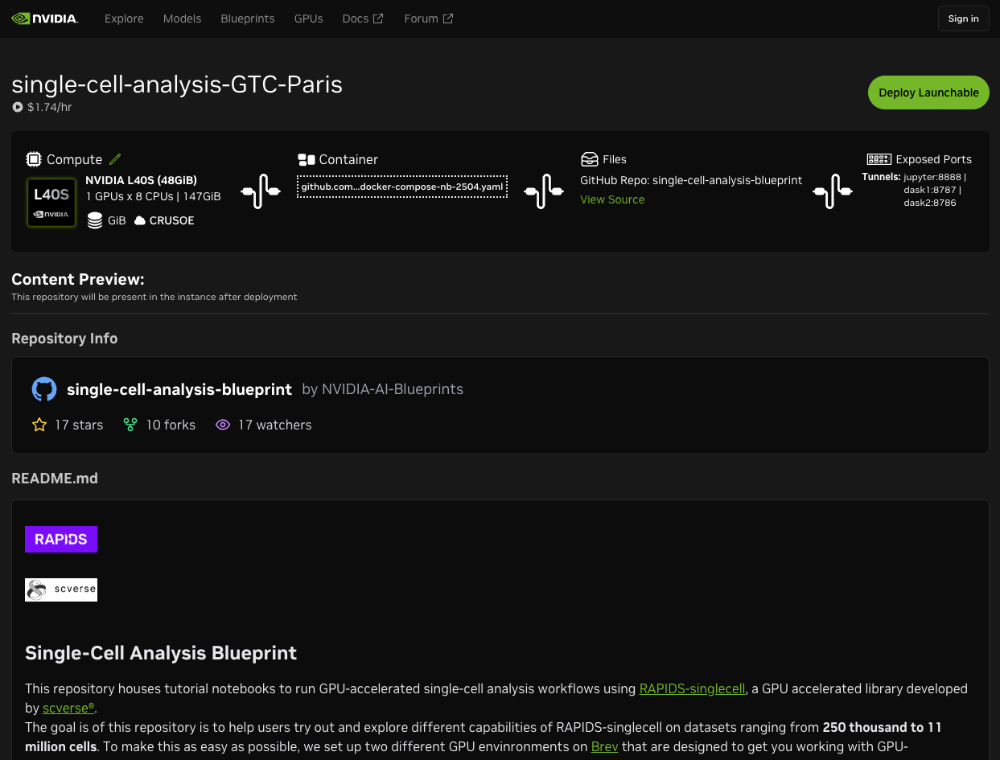 NVIDIA. Explore Models Blueprints GPUs Docs Forum Sign in
single-cell-analysis-GTC-Paris
$1.74/hr
Deploy Launchable
Compute
L40S
NVIDIA.
NVIDIA L40S (48GiB)
1 GPUs x 8 CPUs | 147GiB
GiB CRUSOE
Container
github.com...docker-compose-nb-2504.yaml
Files
GitHub Repo: single-cell-analysis-blueprint
View Source
Exposed Ports
Tunnels: jupyter:8888 |
dask1:8787 |
dask2:8786
Content Preview:
This repository will be present in the instance after deployment
Repository Info
single-cell-analysis-blueprint by NVIDIA-AI-Blueprints
17 stars 10 forks 17 watchers
README.md
RAPIDS
scverse
Single-Cell Analysis Blueprint
This repository houses tutorial notebooks to run GPU-accelerated single-cell analysis workflows using RAPIDS-singlecell, a GPU accelerated library developed
by scverse®.
The goal is of this repository is to help users try out and explore different capabilities of RAPIDS-singlecell on datasets ranging from 250 thousand to 11
million cells. To make this as easy as possible, we set up two different GPU environments on Brev that are designed to get you working with GPU-